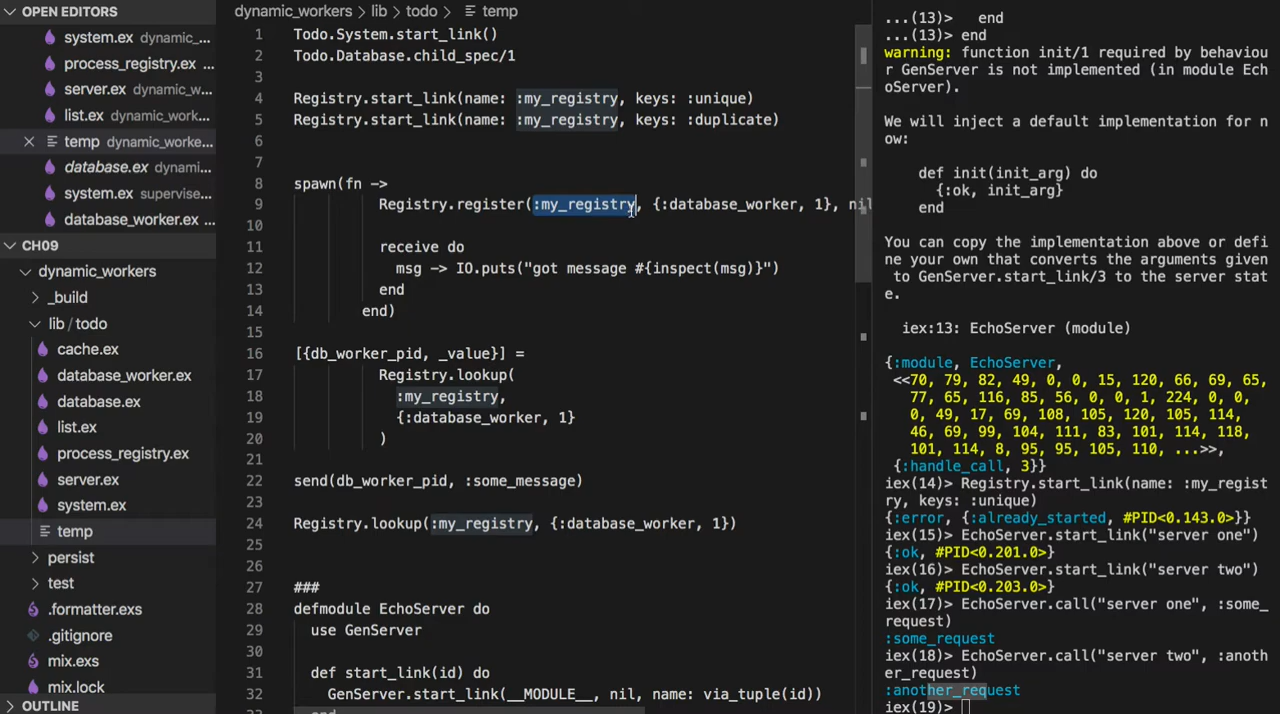 OPEN EDITORS
system.ex dynamic_...
process_registry.ex ...
server.ex dynamic_w...
list.ex dynamic_work...
temp dynamic_worke...
database.ex dynami...
system.ex supervise...
database_worker.ex ...
CH09
dynamic_workers
_build
lib / todo
cache.ex
database_worker.ex
database.ex
list.ex
process_registry.ex
server.ex
system.ex
temp
persist
test
.formatter.exs
.gitignore
mix.exs
mix.lock
OUTLINE
dynamic_workers > lib > todo > temp
1 Todo.System.start_link()
2 Todo.Database.child_spec/1
3
4 Registry.start_link(name: :my_registry, keys: :unique)
5 Registry.start_link(name: :my_registry, keys: :duplicate)
6
7
8 spawn(fn ->
9 Registry.register(:my_registry, {:database_worker, 1}, nil
10
11 receive do
12 msg -> IO.puts("got message #{inspect(msg)}")
13 end
14 end)
15
16 [{db_worker_pid, _value}] =
17 Registry.lookup(
18 :my_registry,
19 {:database_worker, 1}
20 )
21
22 send(db_worker_pid, :some_message)
23
24 Registry.lookup(:my_registry, {:database_worker, 1})
25
26
27 ###
28 defmodule EchoServer do
29 use GenServer
30
31 def start_link(id) do
32 GenServer.start_link(__MODULE__, nil, name: via_tuple(id))
...(13)> end
...(13)> end
warning: function init/1 required by behaviou
r GenServer is not implemented (in module Ech
oServer).
We will inject a default implementation for n
ow:
def init(init_arg) do
{:ok, init_arg}
end
You can copy the implementation above or defi
ne your own that converts the arguments given
to GenServer.start_link/3 to the server stat
e.
iex:13: EchoServer (module)
{:module, EchoServer,
<<70, 79, 82, 49, 0, 0, 15, 120, 66, 69, 65,
77, 65, 116, 85, 56, 0, 0, 1, 224, 0, 0,
0, 49, 17, 69, 108, 105, 120, 105, 114,
46, 69, 99, 104, 111, 83, 101, 114, 118,
101, 114, 8, 95, 95, 105, 110, ...>>,
{:handle_call, 3}}
iex(14)> Registry.start_link(name: :my_regist
ry, keys: :unique)
{:error, {:already_started, #PID<0.143.0>}}
iex(15)> EchoServer.start_link("server one")
{:ok, #PID<0.201.0>}
iex(16)> EchoServer.start_link("server two")
{:ok, #PID<0.203.0>}
iex(17)> EchoServer.call("server one", :some_
request)
:some_request
iex(18)> EchoServer.call("server two", :anoth
er_request)
:another_request
iex(19)>